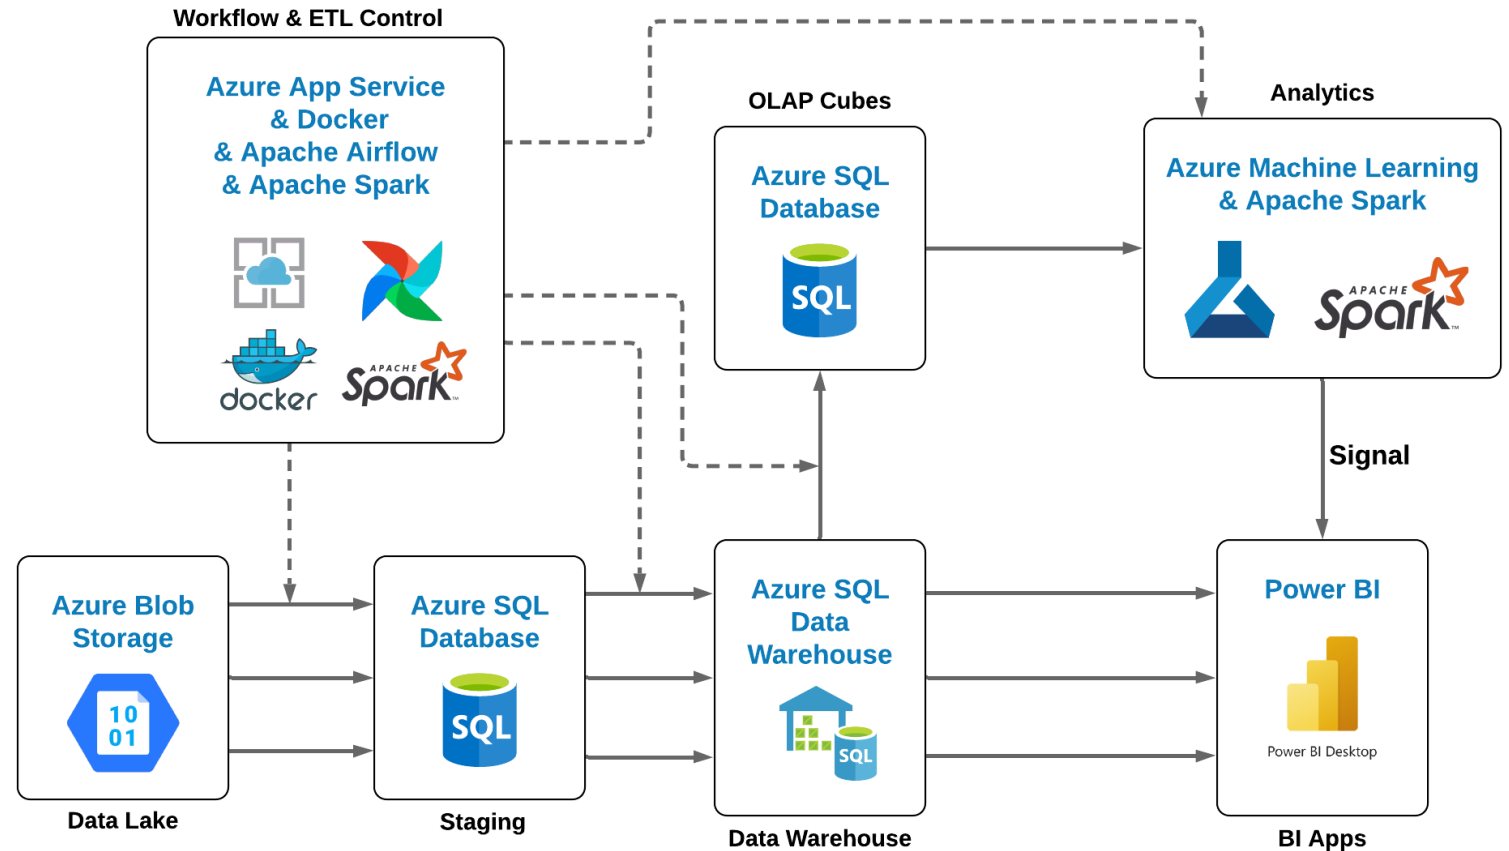 Workflow & ETL Control
Azure App Service
& Docker
& Apache Airflow
& Apache Spark
docker
APACHE
Spark™
OLAP Cubes
Azure SQL
Database
SQL
Analytics
Azure Machine Learning
& Apache Spark
APACHE
Spark™
Signal
Azure Blob
Storage
10
01
Data Lake
Azure SQL
Database
SQL
Staging
Azure SQL
Data
Warehouse
SQL
Data Warehouse
Power BI
Power BI Desktop
BI Apps